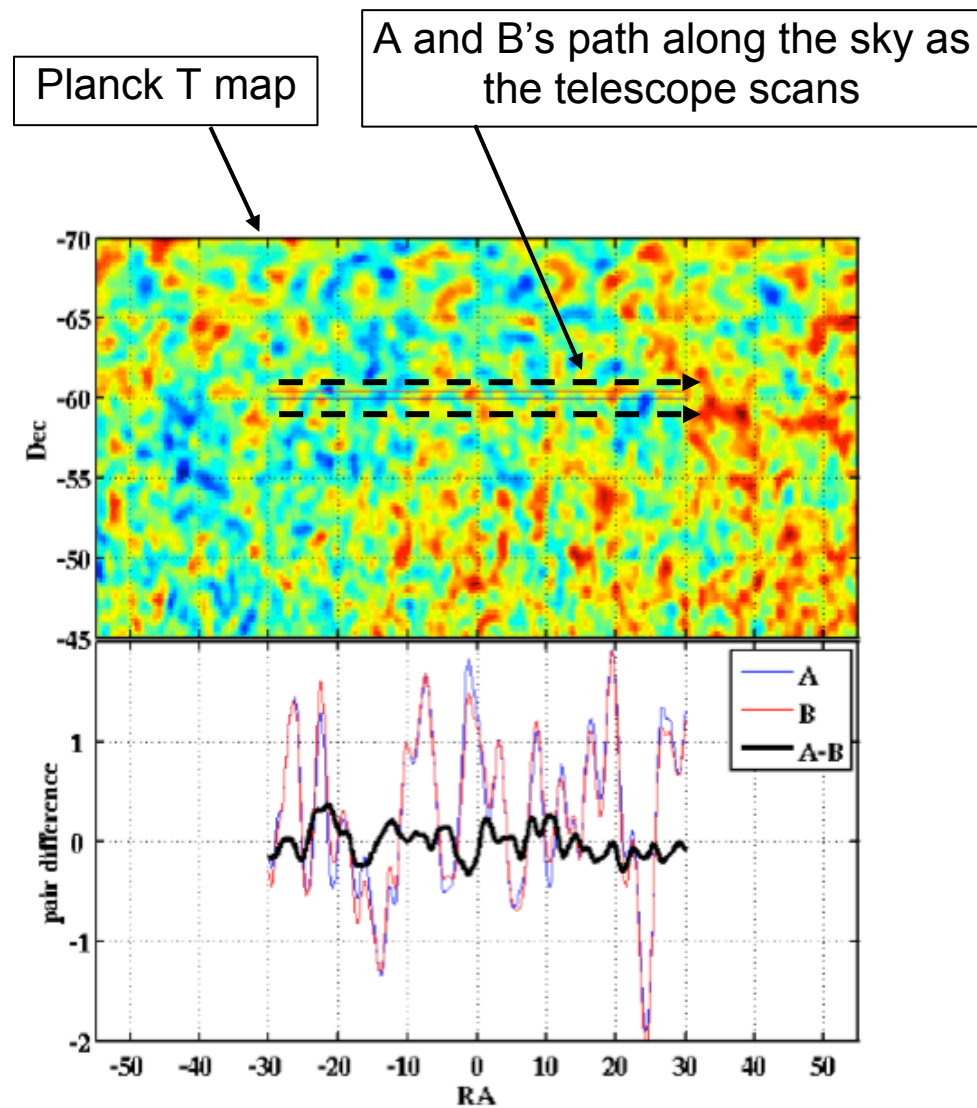 Planck T map
A and B’s path along the sky as
the telescope scans
-70
-65
-60
-55
-50
-45
Dec
1
0
-1
-2
pair difference
A
B
A-B
-50 -40 -30 -20 -10 0 10 20 30 40 50
RA